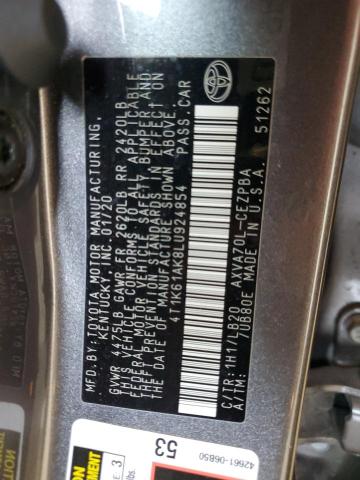 MFD. BY: TOYOTA MOTOR MANUFACTURING,
KENTUCKY, INC. 01/20
GVWR 4475LB GAWR FR 2620LB RR 2420LB
THIS VEHICLE CONFORMS TO ALL APPLICABLE
FEDERAL MOTOR VEHICLE SAFETY, BUMPER, AND
THEFT PREVENTION STANDARDS IN EFFECT ON
THE DATE OF MANUFACTURE SHOWN ABOVE.
4T1K61AK8LU924854 PASS.CAR
C/TR:1H1/LB20 AXVA70L-CEZPBA
A/TM: 7UB80E MADE IN U.S.A. 51262
42661-06B50
53